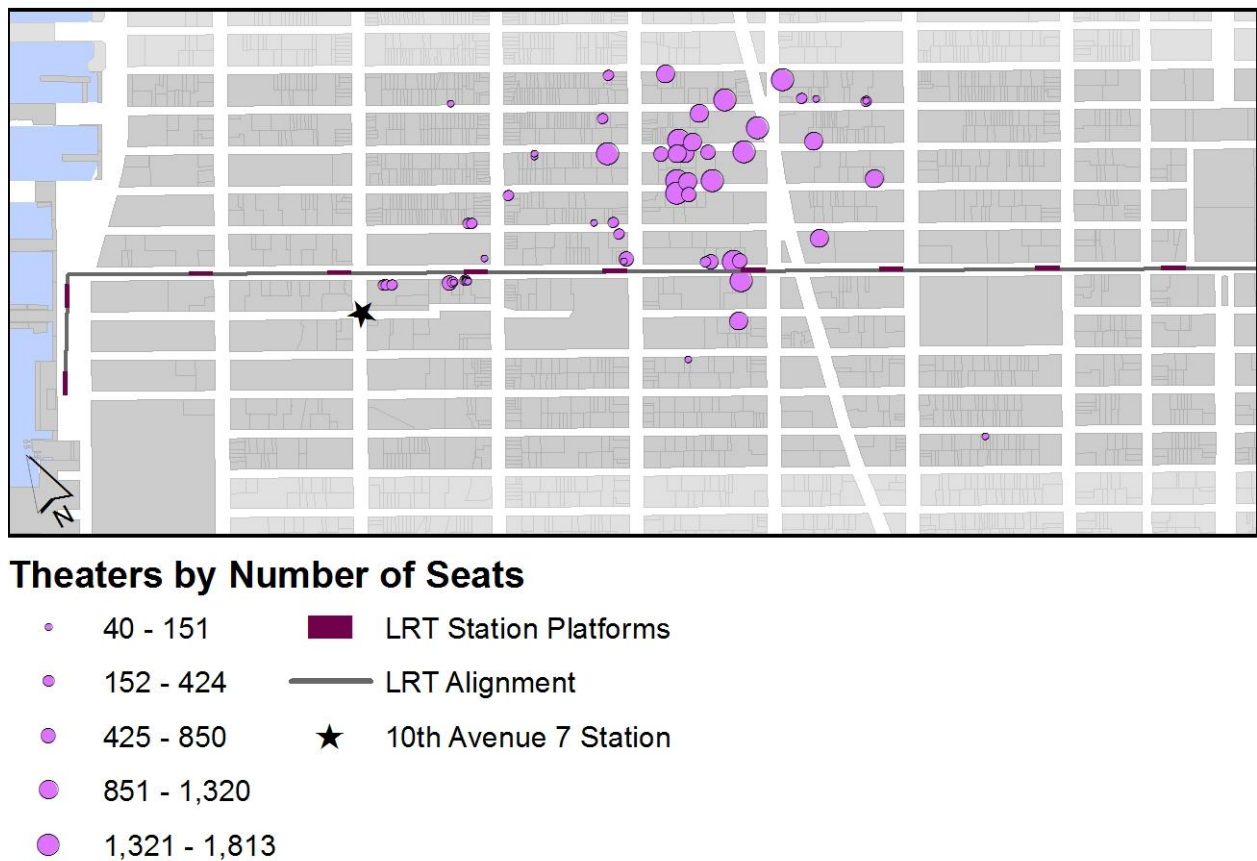 N
Theaters by Number of Seats
40 - 151
LRT Station Platforms
152 - 424
LRT Alignment
425 - 850
10th Avenue 7 Station
851 - 1,320
1,321 - 1,813